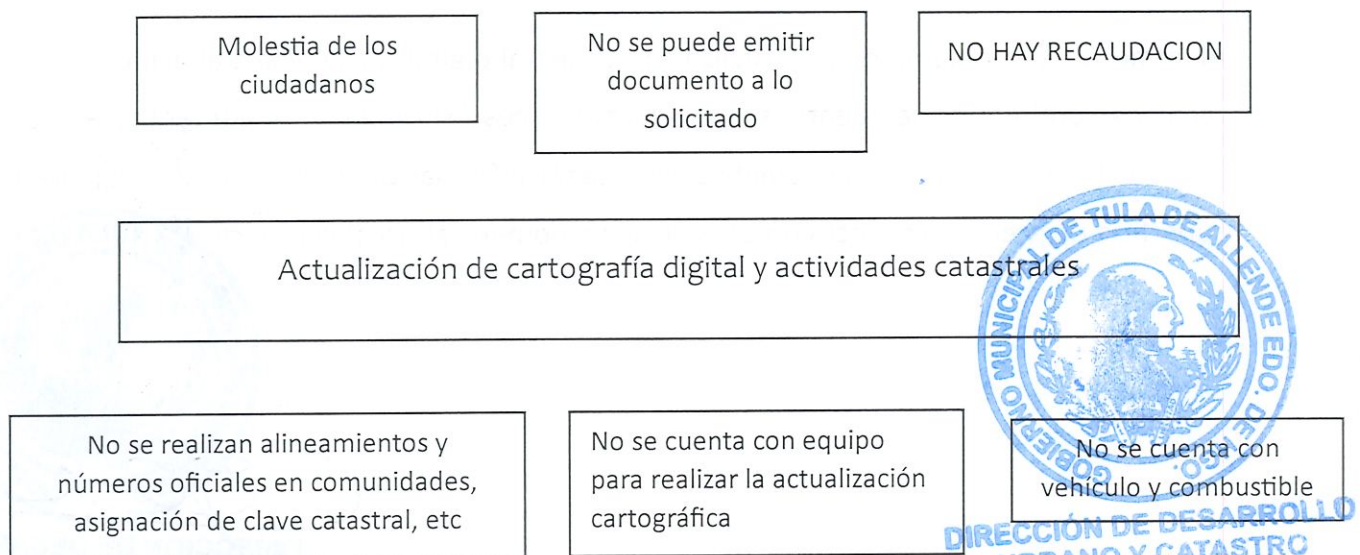 Molestia de los
ciudadanos
No se puede emitir
documento a lo
solicitado
NO HAY RECAUDACION
Actualización de cartografía digital y actividades catastrales
No se realizan alineamientos y
números oficiales en comunidades,
asignación de clave catastral, etc
No se cuenta con equipo
para realizar la actualización
cartográfica
No se cuenta con
vehículo y combustible
GOBIERNO MUNICIPAL DE TULA DE ALLENDE EDO. DE HGO.
DIRECCIÓN DE DESARROLLO
URBANO Y CATASTRO